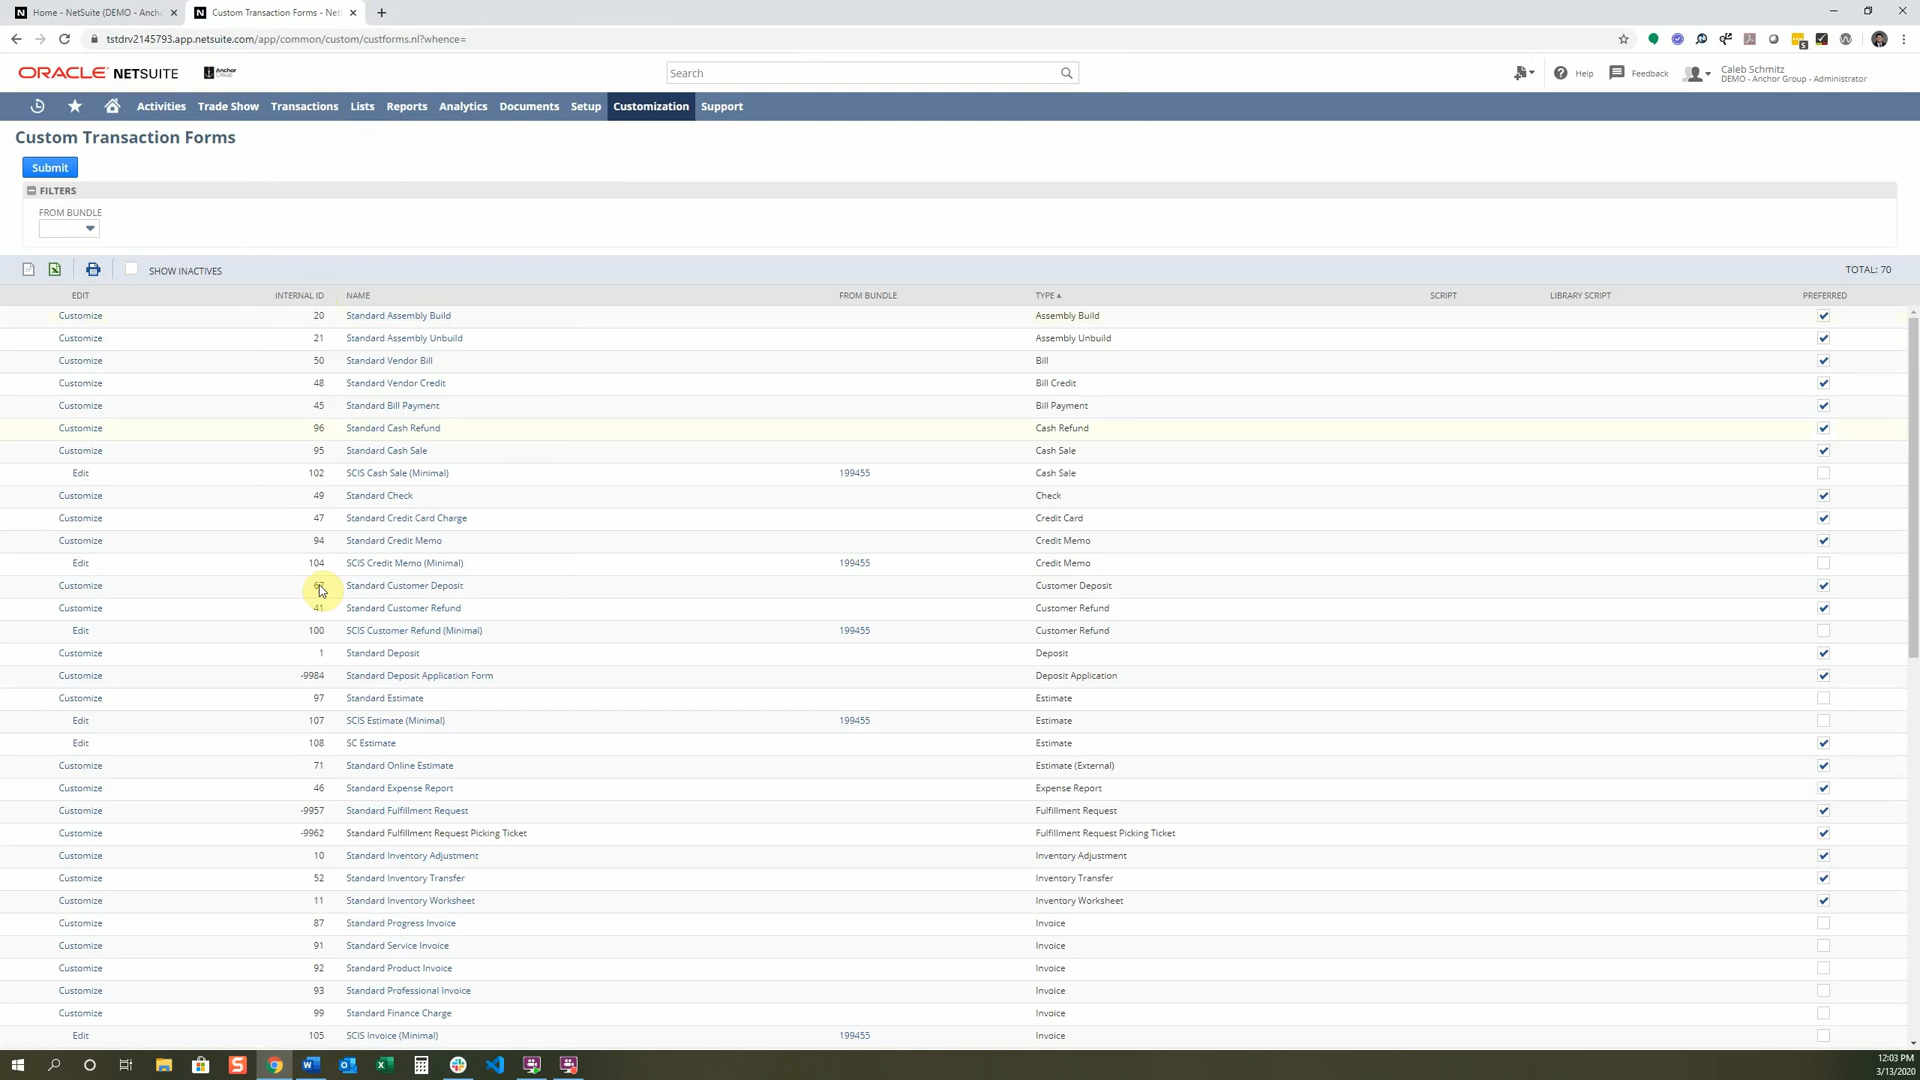 Home - NetSuite (DEMO - Ancho
Custom Transaction Forms - Net
tstdrv2145793.app.netsuite.com/app/common/custom/custforms.nl?whence=
ORACLE NETSUITE Anchor
Search
Help Feedback Caleb Schmitz
DEMO - Anchor Group - Administrator
Activities Trade Show Transactions Lists Reports Analytics Documents Setup Customization Support
Custom Transaction Forms
Submit
FILTERS
FROM BUNDLE
SHOW INACTIVES TOTAL: 70
EDIT INTERNAL ID NAME FROM BUNDLE TYPE ▲ SCRIPT LIBRARY SCRIPT PREFERRED
Customize 20 Standard Assembly Build Assembly Build
Customize 21 Standard Assembly Unbuild Assembly Unbuild
Customize 50 Standard Vendor Bill Bill
Customize 48 Standard Vendor Credit Bill Credit
Customize 45 Standard Bill Payment Bill Payment
Customize 96 Standard Cash Refund Cash Refund
Customize 95 Standard Cash Sale Cash Sale
Edit 102 SCIS Cash Sale (Minimal) 199455 Cash Sale
Customize 49 Standard Check Check
Customize 47 Standard Credit Card Charge Credit Card
Customize 94 Standard Credit Memo Credit Memo
Edit 104 SCIS Credit Memo (Minimal) 199455 Credit Memo
Customize Standard Customer Deposit Customer Deposit
Customize 41 Standard Customer Refund Customer Refund
Edit 100 SCIS Customer Refund (Minimal) 199455 Customer Refund
Customize 1 Standard Deposit Deposit
Customize -9984 Standard Deposit Application Form Deposit Application
Customize 97 Standard Estimate Estimate
Edit 107 SCIS Estimate (Minimal) 199455 Estimate
Edit 108 SC Estimate Estimate
Customize 71 Standard Online Estimate Estimate (External)
Customize 46 Standard Expense Report Expense Report
Customize -9957 Standard Fulfillment Request Fulfillment Request
Customize -9962 Standard Fulfillment Request Picking Ticket Fulfillment Request Picking Ticket
Customize 10 Standard Inventory Adjustment Inventory Adjustment
Customize 52 Standard Inventory Transfer Inventory Transfer
Customize 11 Standard Inventory Worksheet Inventory Worksheet
Customize 87 Standard Progress Invoice Invoice
Customize 91 Standard Service Invoice Invoice
Customize 92 Standard Product Invoice Invoice
Customize 93 Standard Professional Invoice Invoice
Customize 99 Standard Finance Charge Invoice
Edit 105 SCIS Invoice (Minimal) 199455 Invoice
12:03 PM
3/13/2020